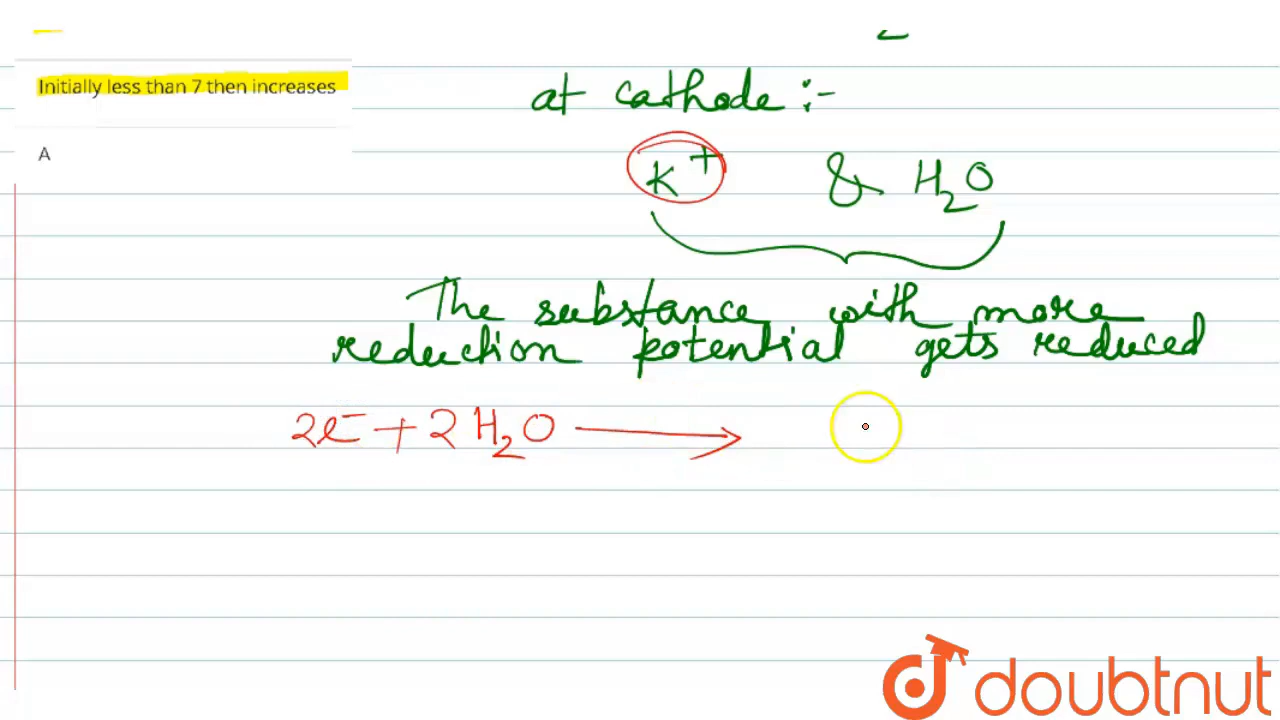 Initially less than 7 then increases
A
at cathode :-
K+ & H2O
The substance with more
reduction potential gets reduced
2e- + 2H2O →
doubtnut